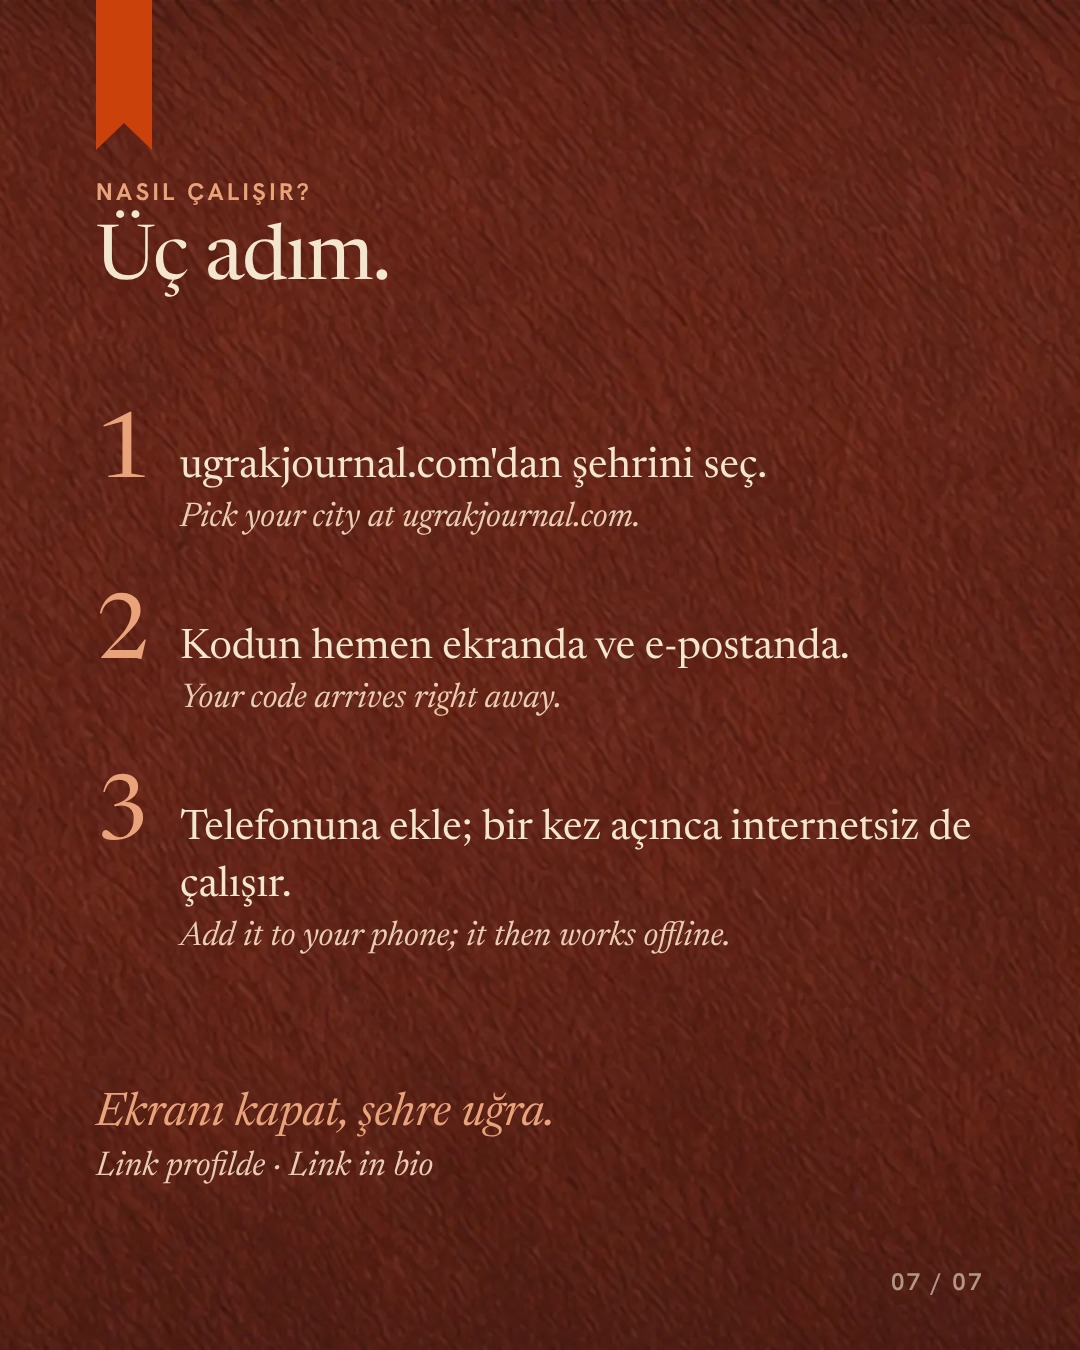 NASIL ÇALIŞIR?
Üç adım.
1
ugrakjournal.com'dan şehrini seç.
Pick your city at ugrakjournal.com.
2
Kodun hemen ekranda ve e-postanda.
Your code arrives right away.
3
Telefonuna ekle; bir kez açınca internetsiz de
çalışır.
Add it to your phone; it then works offline.
Ekranı kapat, şehre uğra.
Link profilde · Link in bio
07 / 07